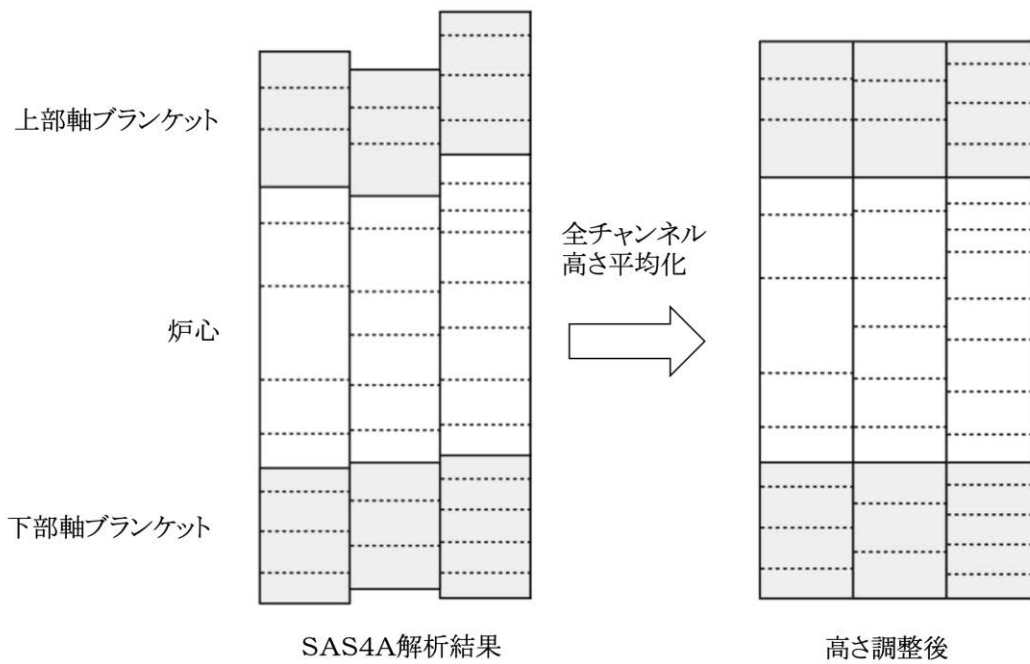 上部軸ブランケット
全チャンネル
高さ平均化
炉心
下部軸ブランケット
SAS4A解析結果
高さ調整後